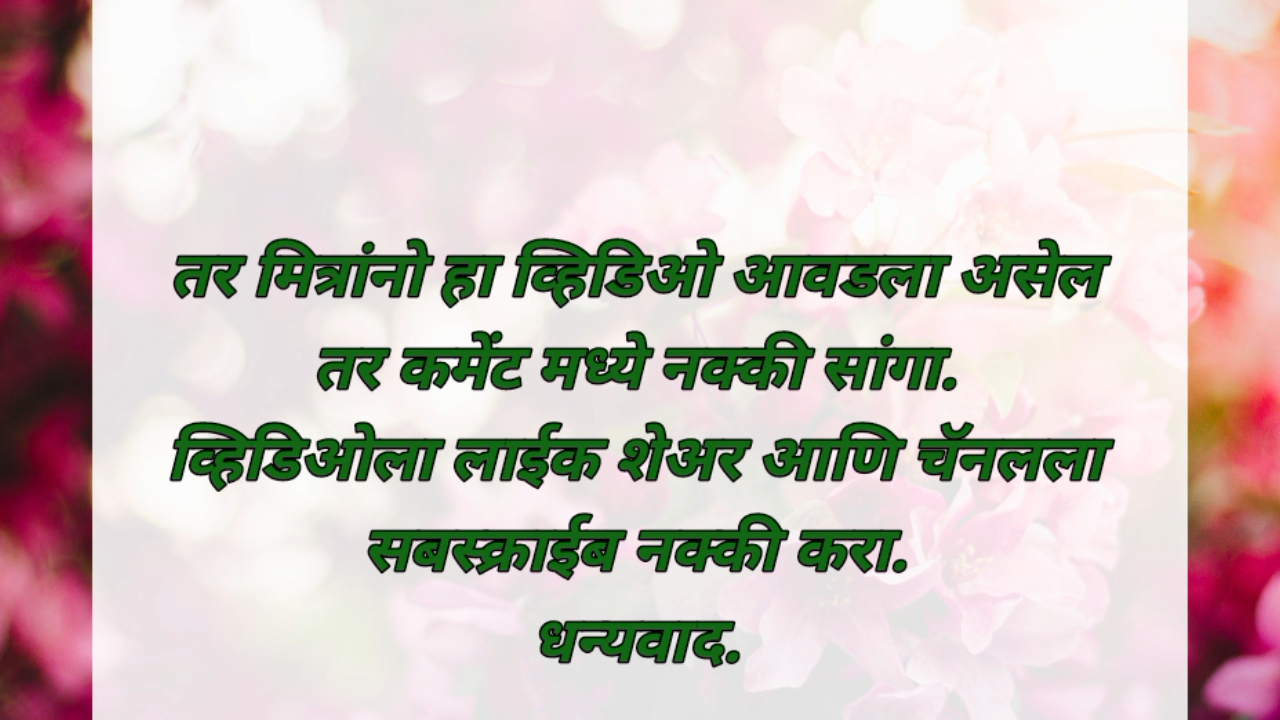 तर मित्रांनो हा व्हिडिओ आवडला असेल
तर कमेंट मध्ये नक्की सांगा.
व्हिडिओला लाईक शेअर आणि चॅनलला
सबस्क्राईब नक्की करा.
धन्यवाद.